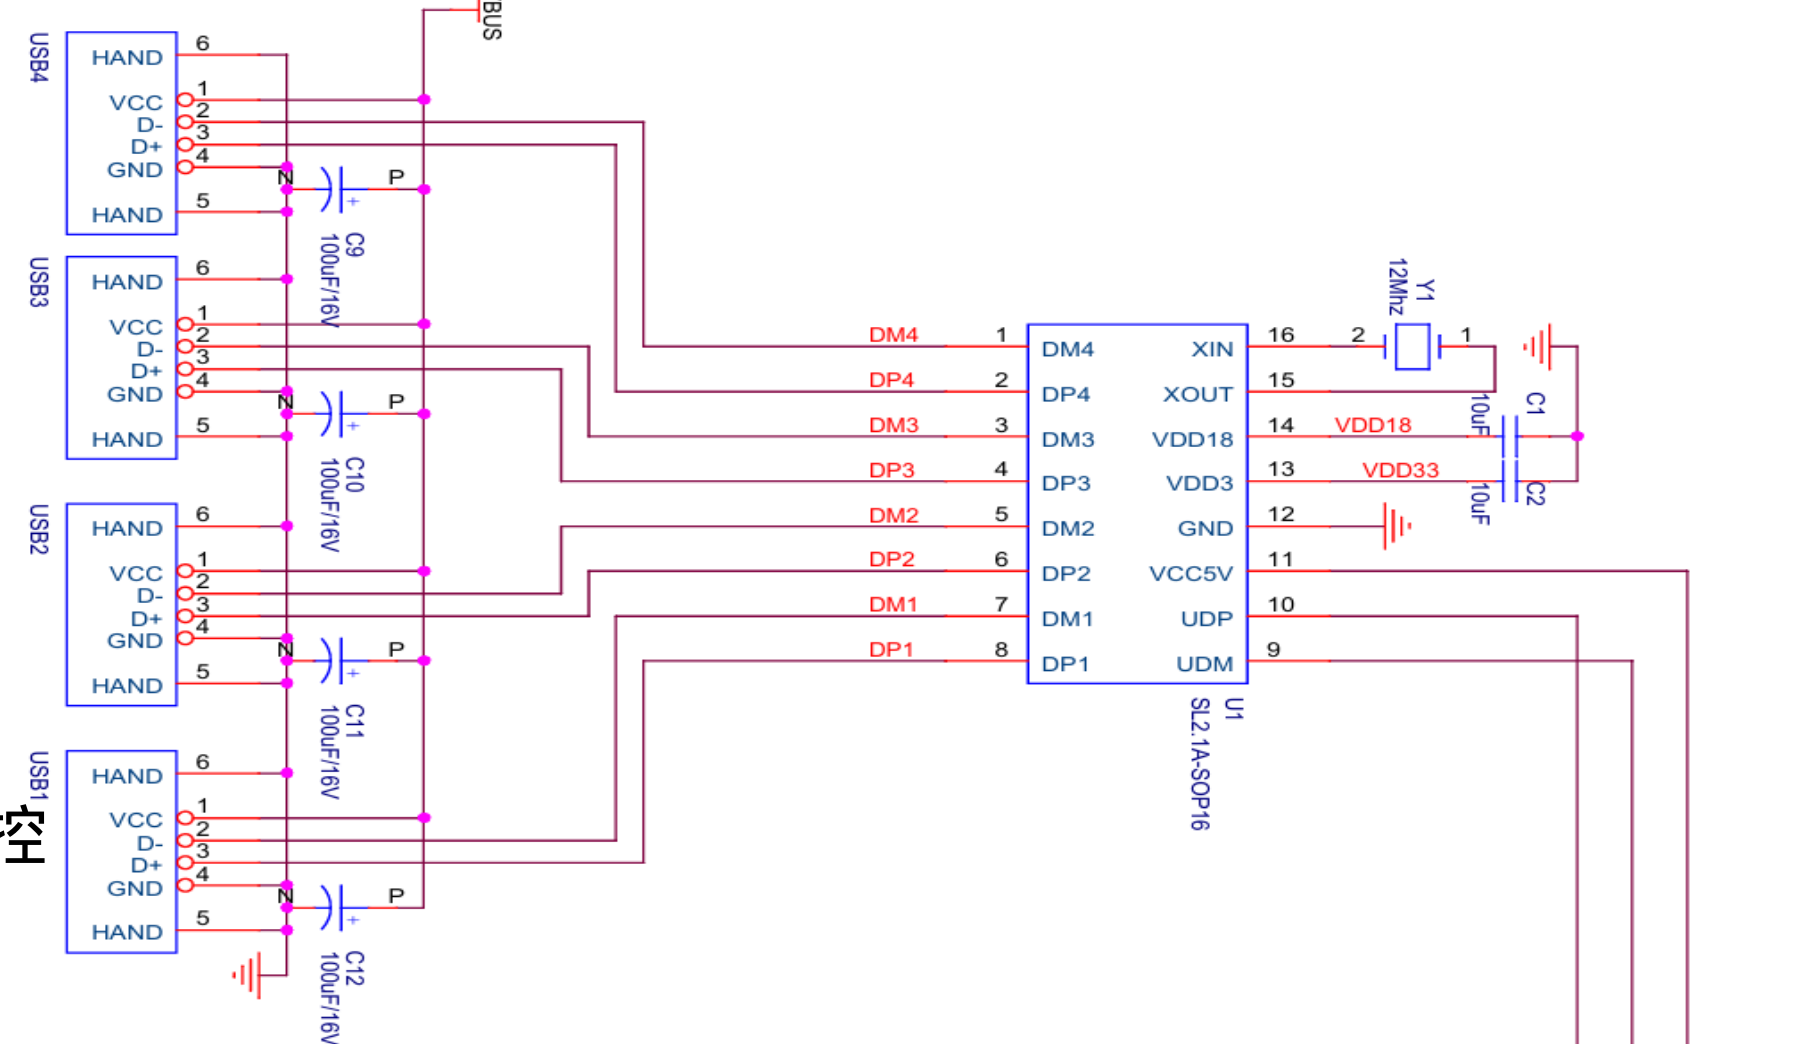 BUS
USB4
HAND 6
VCC 1
D- 2
D+ 3
GND 4
HAND 5
N P
+
C9
100uF/16V
USB3
HAND 6
VCC 1
D- 2
D+ 3
GND 4
HAND 5
N P
+
C10
100uF/16V
USB2
HAND 6
VCC 1
D- 2
D+ 3
GND 4
HAND 5
N P
+
C11
100uF/16V
USB1
HAND 6
VCC 1
D- 2
D+ 3
GND 4
HAND 5
N P
+
C12
100uF/16V
控
DM4 1 DM4
DP4 2 DP4
DM3 3 DM3
DP3 4 DP3
DM2 5 DM2
DP2 6 DP2
DM1 7 DM1
DP1 8 DP1
XIN 16
XOUT 15
VDD18 14 VDD18
VDD3 13 VDD33
GND 12
VCC5V 11
UDP 10
UDM 9
U1
SL2.1A-SOP16
Y1
12Mhz
2 1
C1
10uF
C2
10uF